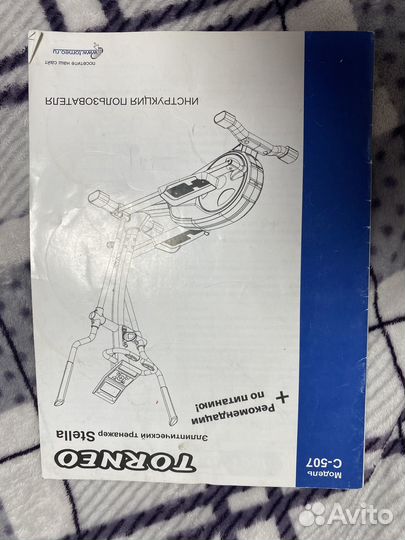 TORNEO
Эллиптический тренажер Stella
+ Рекомендации
по питанию!
Модель
C-507
ИНСТРУКЦИЯ ПОЛЬЗОВАТЕЛЯ
посетите наш сайт
www.torneo.ru
Avito